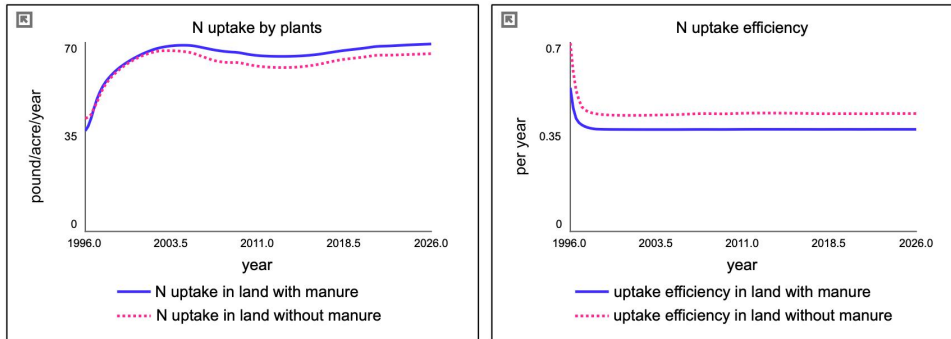 N uptake by plants
70
35
0
pound/acre/year
1996.0 2003.5 2011.0 2018.5 2026.0
year
N uptake in land with manure
N uptake in land without manure
N uptake efficiency
0.7
0.35
0
per year
1996.0 2003.5 2011.0 2018.5 2026.0
year
uptake efficiency in land with manure
uptake efficiency in land without manure